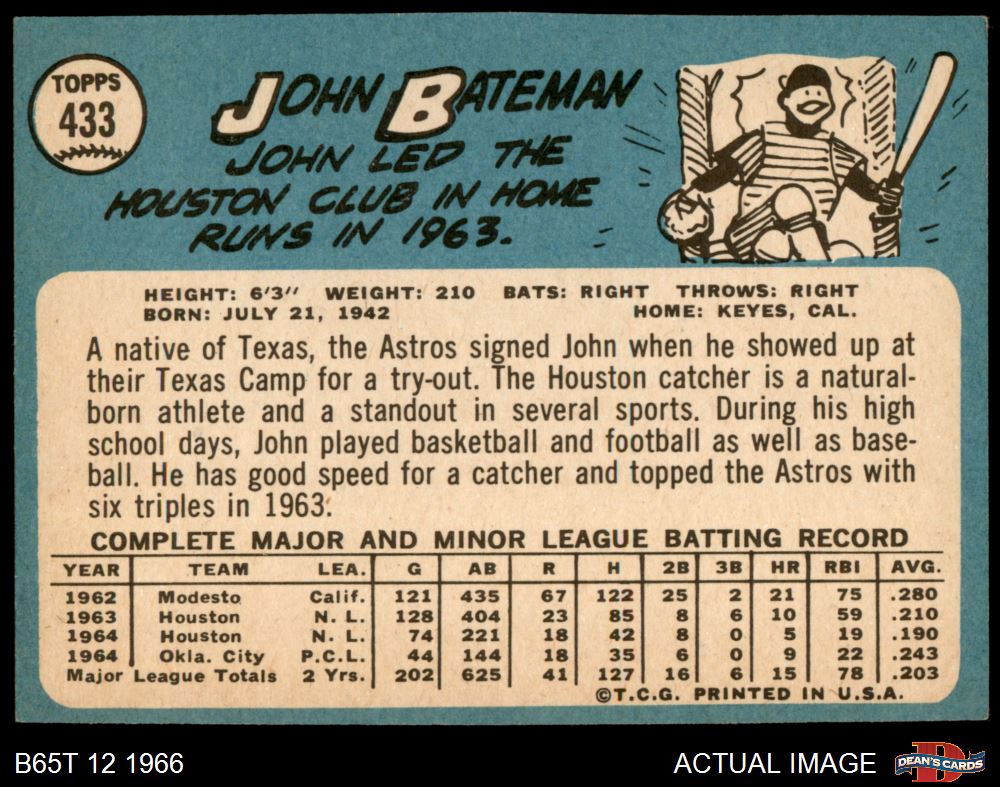 TOPPS
433
JOHN BATEMAN
JOHN LED THE
HOUSTON CLUB IN HOME
RUNS IN 1963.
HEIGHT: 6'3" WEIGHT: 210 BATS: RIGHT THROWS: RIGHT
BORN: JULY 21, 1942 HOME: KEYES, CAL.
A native of Texas, the Astros signed John when he showed up at
their Texas Camp for a try-out. The Houston catcher is a natural-
born athlete and a standout in several sports. During his high
school days, John played basketball and football as well as base-
ball. He has good speed for a catcher and topped the Astros with
six triples in 1963.
COMPLETE MAJOR AND MINOR LEAGUE BATTING RECORD
YEAR TEAM LEA. G AB R H 2B 3B HR RBI AVG.
1962 Modesto Calif. 121 435 67 122 25 2 21 75 .280
1963 Houston N. L. 128 404 23 85 8 6 10 59 .210
1964 Houston N. L. 74 221 18 42 8 0 5 19 .190
1964 Okla. City P.C.L. 44 144 18 35 6 0 9 22 .243
Major League Totals 2 Yrs. 202 625 41 127 16 6 15 78 .203
©T.C.G. PRINTED IN U.S.A.
B65T 12 1966 ACTUAL IMAGE
DEAN'S CARDS